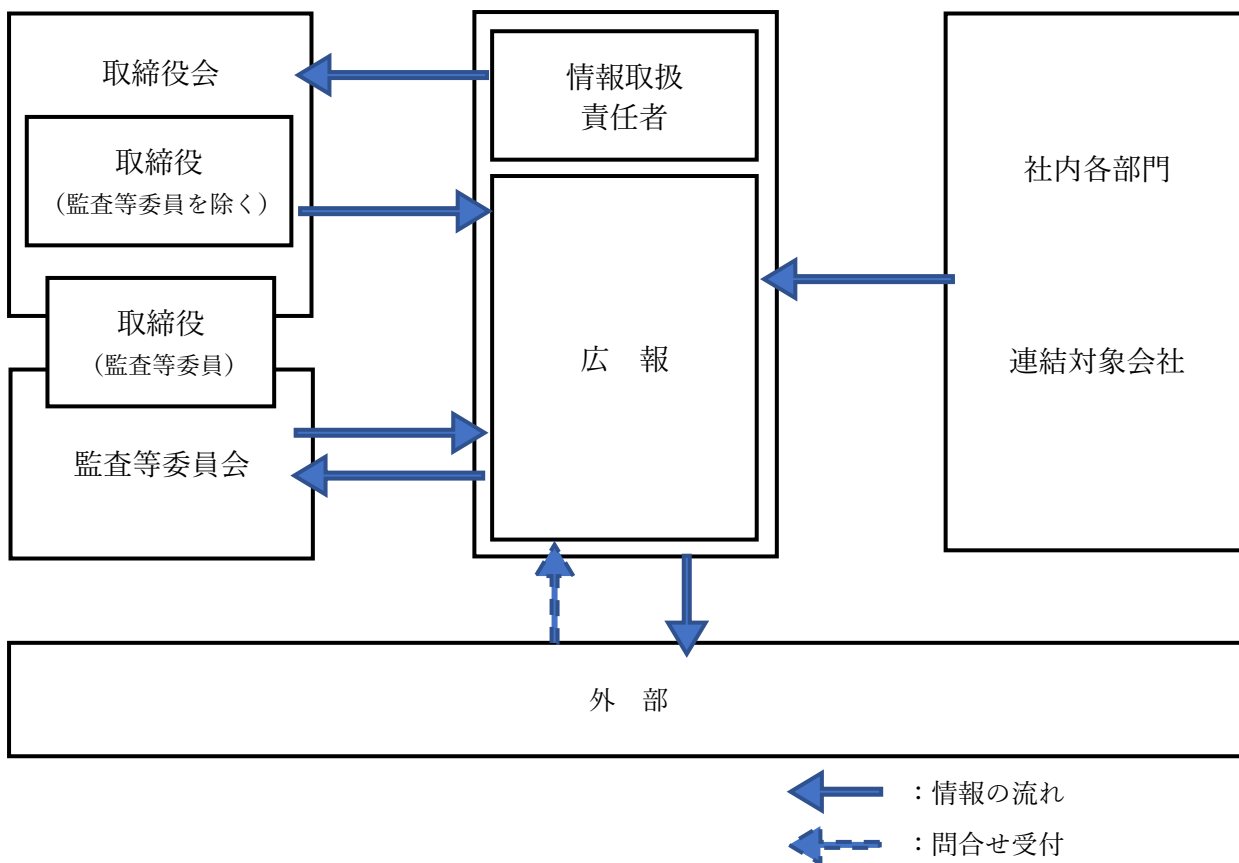 取締役会
取締役
（監査等委員を除く）
取締役
（監査等委員）
監査等委員会
情報取扱
責任者
広　報
社内各部門
連結対象会社
外　部
：情報の流れ
：問合せ受付